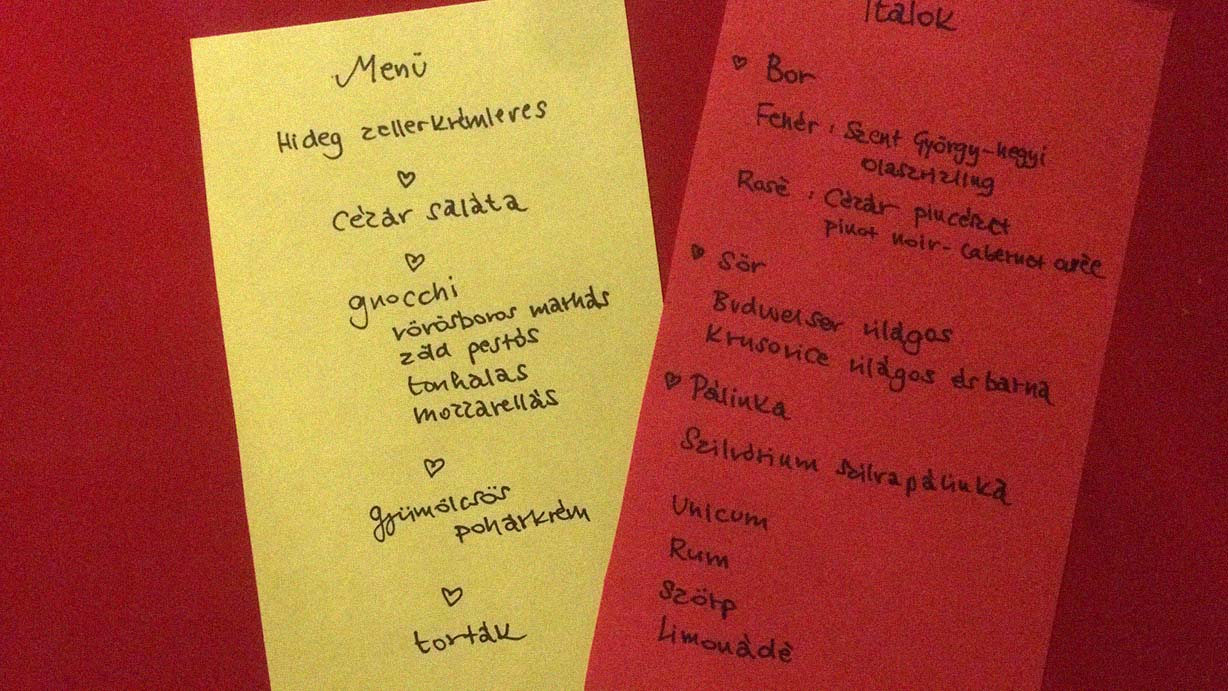 Menü
Hideg zellerkrémleves
Cézár saláta
gnocchi
vörösboros marhás
zöld pestós
tonhalas
mozzarellás
gyümölcsös
pohárkrém
torták
Italok
Bor
Fehér: Szent György-hegyi
olaszrizling
Rosé: Cézár pincészet
pinot noir - Cabernet
Sör
Budweiser világos
Krusovice világos és barna
Pálinka
Szilvórium szilvapálinka
Unicum
Rum
Szörp
Limonàdè